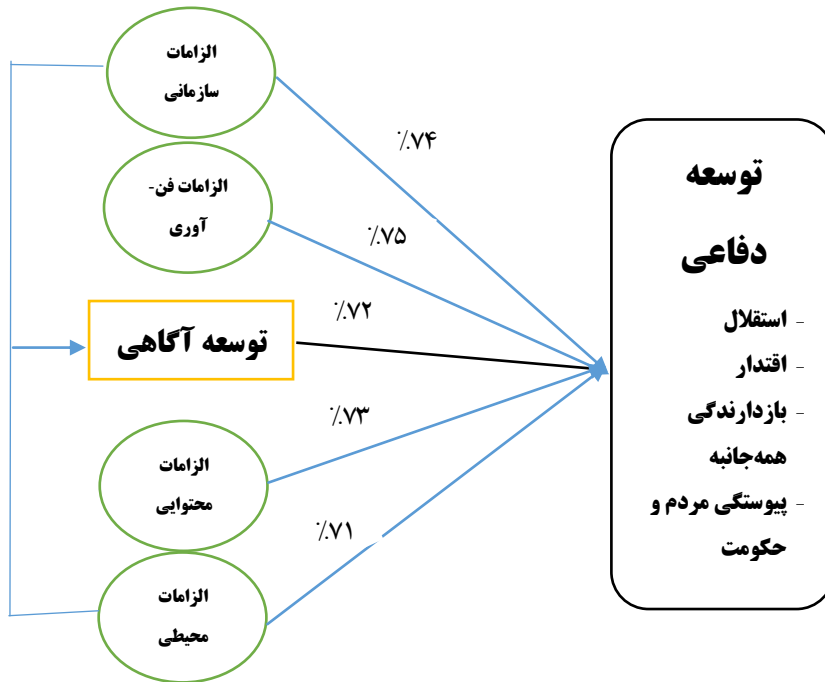 الزامات
سازمانی
الزامات فن-
آوری
توسعه آگاهی
الزامات
محتوایی
الزامات
محیطی
٪۷۴
٪۷۵
٪۷۲
٪۷۳
٪۷۱
توسعه
دفاعی
- استقلال
- اقتدار
- بازدارندگی
همه‌جانبه
- پیوستگی مردم و
حکومت